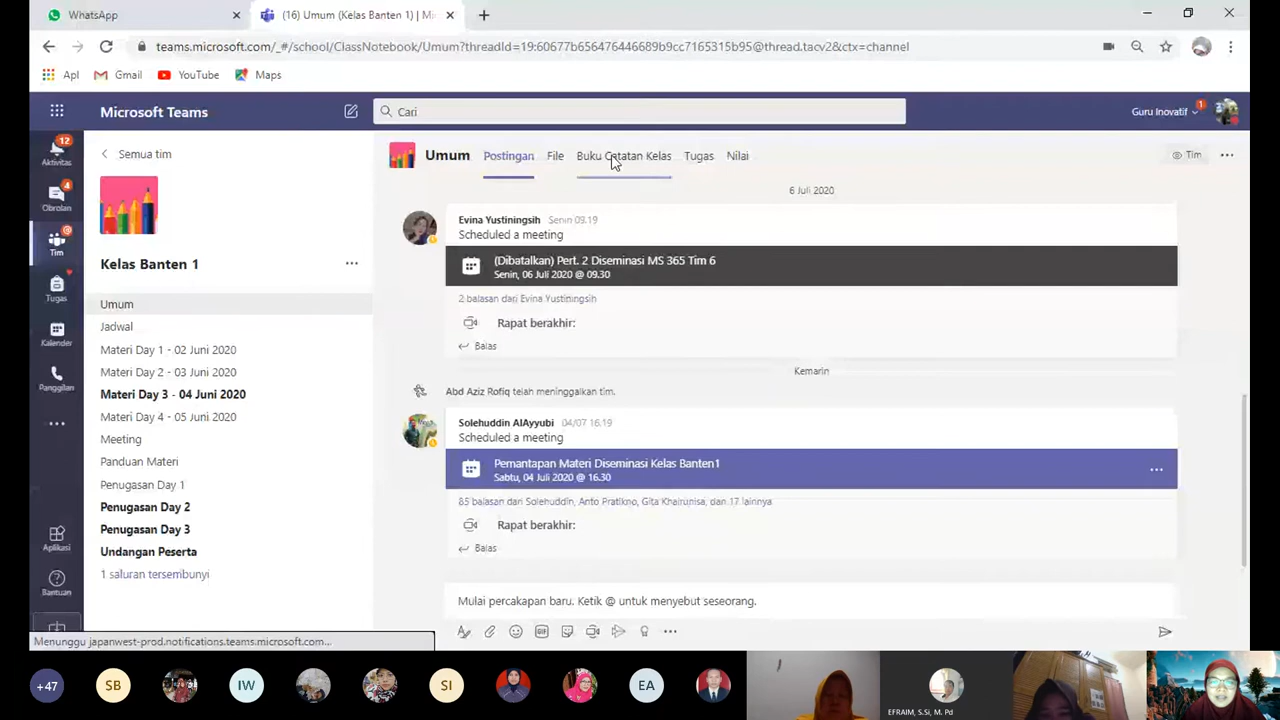 WhatsApp
(16) Umum (Kelas Banten 1) | Mi
teams.microsoft.com/_#/school/ClassNotebook/Umum?threadId=19:60677b656476446689b9cc7165315b95@thread.tacv2&ctx=channel
Apl
Gmail
YouTube
Maps
Microsoft Teams
Cari
Guru Inovatif
1
12
Aktivitas
4
Obrolan
Tim
Tugas
Kalender
Panggilan
Aplikasi
Bantuan
Semua tim
Kelas Banten 1
Umum
Jadwal
Materi Day 1 - 02 Juni 2020
Materi Day 2 - 03 Juni 2020
Materi Day 3 - 04 Juni 2020
Materi Day 4 - 05 Juni 2020
Meeting
Panduan Materi
Penugasan Day 1
Penugasan Day 2
Penugasan Day 3
Undangan Peserta
1 saluran tersembunyi
Umum
Postingan
File
Buku Catatan Kelas
Tugas
Nilai
Tim
6 Juli 2020
Evina Yustiningsih Senin 09.19
Scheduled a meeting
(Dibatalkan) Pert. 2 Diseminasi MS 365 Tim 6
Senin, 06 Juli 2020 @ 09.30
2 balasan dari Evina Yustiningsih
Rapat berakhir:
Balas
Kemarin
Abd Aziz Rofiq telah meninggalkan tim.
Solehuddin AlAyyubi 04/07 16.19
Scheduled a meeting
Pemantapan Materi Diseminasi Kelas Banten1
Sabtu, 04 Juli 2020 @ 16.30
85 balasan dari Solehuddin, Anto Pratikno, Gita Khairunisa, dan 17 lainnya
Rapat berakhir:
Balas
Mulai percakapan baru. Ketik @ untuk menyebut seseorang.
Menunggu japanwest-prod.notifications.teams.microsoft.com...
+47
SB
IW
SI
EA
EFRAIM, S.Si, M. Pd